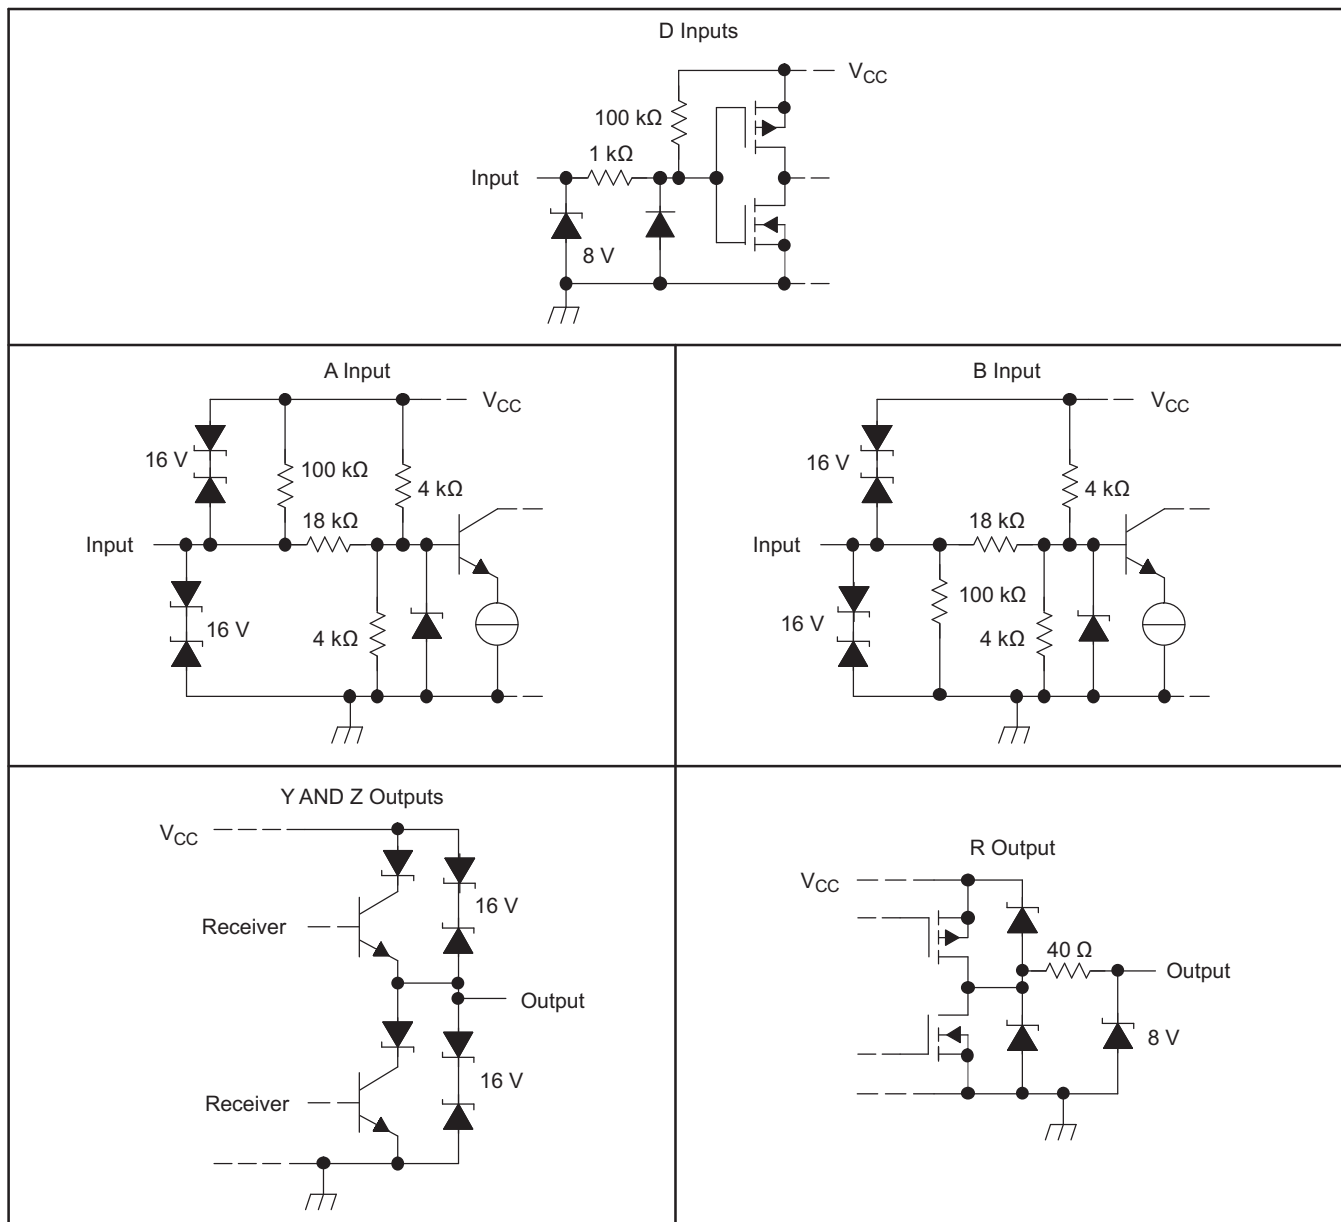 D Inputs
V_CC
100 kΩ
1 kΩ
Input
8 V
A Input
V_CC
16 V
100 kΩ
4 kΩ
18 kΩ
Input
16 V
4 kΩ
B Input
V_CC
16 V
4 kΩ
18 kΩ
Input
100 kΩ
16 V
4 kΩ
Y AND Z Outputs
V_CC
16 V
Receiver
Output
16 V
Receiver
R Output
V_CC
40 Ω
Output
8 V